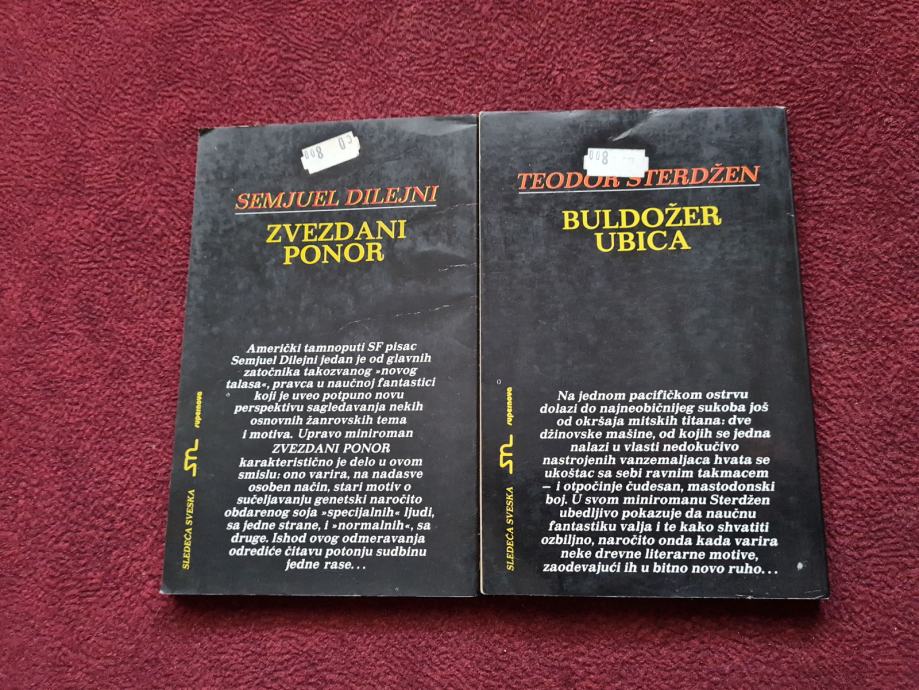 008 03
SEMJUEL DILEJNI
ZVEZDANI
PONOR
Američki tamnoputi SF pisac
Semjuel Dilejni jedan je od glavnih
zatočnika takozvanog »novog
talasa«, pravca u naučnoj fantastici
koji je uveo potpuno novu
perspektivu sagledavanja nekih
osnovnih žanrovskih tema
i motiva. Upravo miniroman
ZVEZDANI PONOR
karakteristično je delo u ovom
smislu: ono varira, na nadasve
osoben način, stari motiv o
sučeljavanju genetski naročito
obdarenog soja »specijalnih« ljudi,
sa jedne strane, i »normalnih«, sa
druge. Ishod ovog odmeravanja
odrediće čitavu potonju sudbinu
jedne rase...
SLEDEĆA SVESKA
supernova
008
TEODOR STERDŽEN
BULDOŽER
UBICA
Na jednom pacifičkom ostrvu
dolazi do najneobičnijeg sukoba još
od okršaja mitskih titana: dve
džinovske mašine, od kojih se jedna
nalazi u vlasti nedokučivo
nastrojenih vanzemaljaca hvata se
ukoštac sa sebi ravnim takmacem
— i otpočinje čudesan, mastodonski
boj. U svom miniromanu Sterdžen
ubedljivo pokazuje da naučnu
fantastiku valja i te kako shvatiti
ozbiljno, naročito onda kada varira
neke drevne literarne motive,
zaodevajući ih u bitno novo ruho...
SLEDEĆA SVESKA
supernova